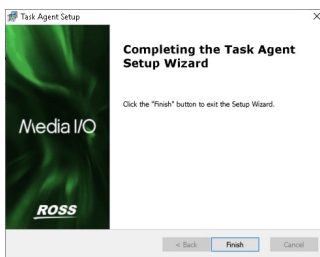 Task Agent Setup
Completing the Task Agent
Setup Wizard
Click the "Finish" button to exit the Setup Wizard.
Media I/O
ROSS
< Back
Finish
Cancel